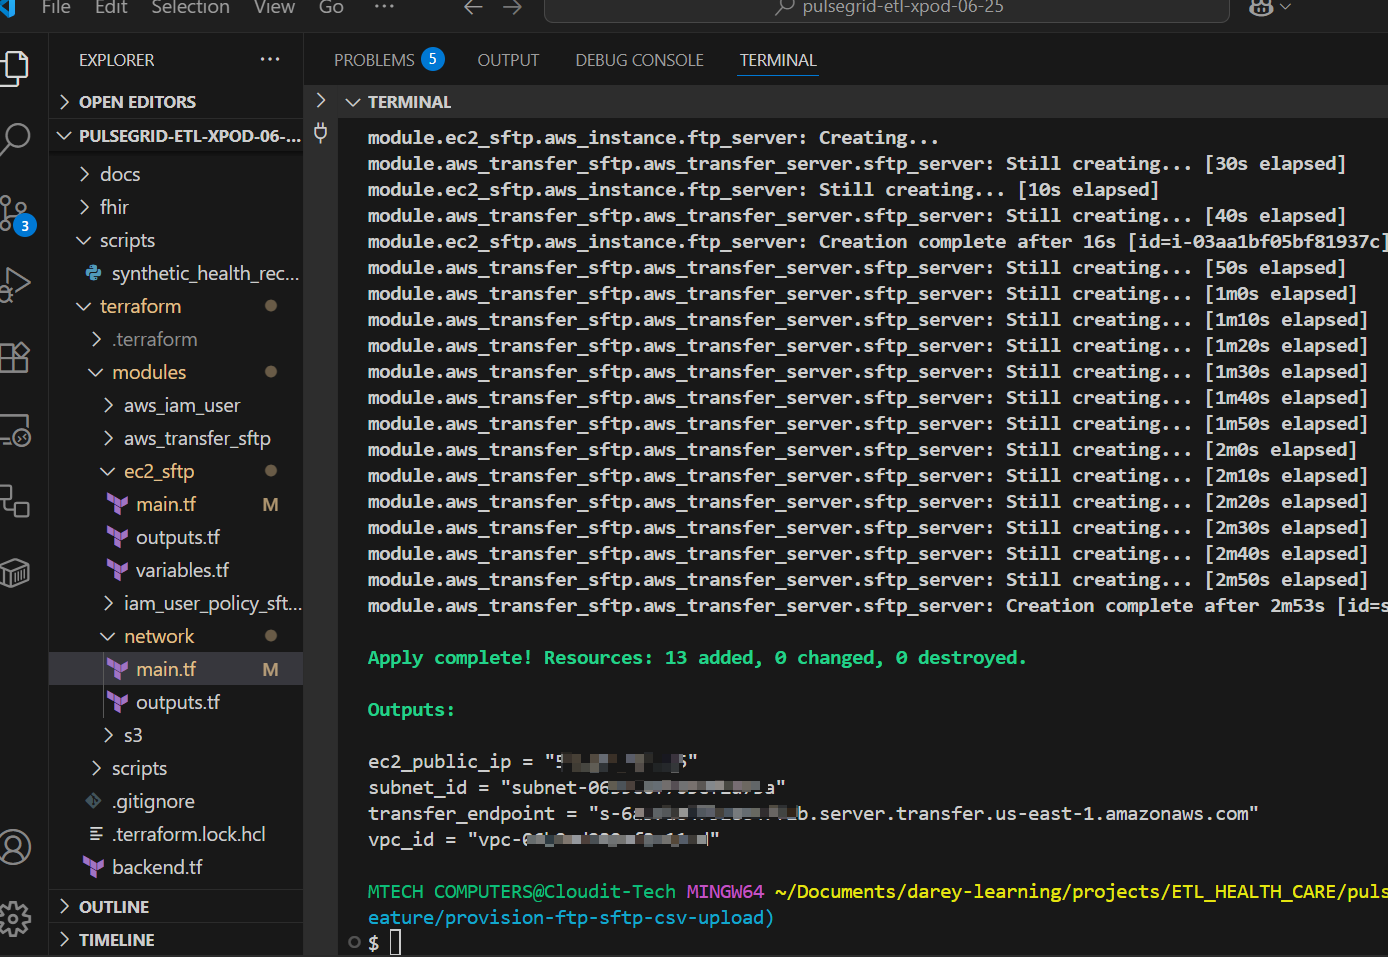 File Edit Selection View Go ···
pulsegrid-etl-xpod-06-25
EXPLORER ···
OPEN EDITORS
PULSEGRID-ETL-XPOD-06-...
docs
fhir
3
scripts
synthetic_health_rec...
terraform
.terraform
modules
aws_iam_user
aws_transfer_sftp
ec2_sftp
main.tf M
outputs.tf
variables.tf
iam_user_policy_sft...
network
main.tf M
outputs.tf
s3
scripts
.gitignore
.terraform.lock.hcl
backend.tf
OUTLINE
TIMELINE
PROBLEMS 5 OUTPUT DEBUG CONSOLE TERMINAL
TERMINAL
module.ec2_sftp.aws_instance.ftp_server: Creating...
module.aws_transfer_sftp.aws_transfer_server.sftp_server: Still creating... [30s elapsed]
module.ec2_sftp.aws_instance.ftp_server: Still creating... [10s elapsed]
module.aws_transfer_sftp.aws_transfer_server.sftp_server: Still creating... [40s elapsed]
module.ec2_sftp.aws_instance.ftp_server: Creation complete after 16s [id=i-03aa1bf05bf81937c]
module.aws_transfer_sftp.aws_transfer_server.sftp_server: Still creating... [50s elapsed]
module.aws_transfer_sftp.aws_transfer_server.sftp_server: Still creating... [1m0s elapsed]
module.aws_transfer_sftp.aws_transfer_server.sftp_server: Still creating... [1m10s elapsed]
module.aws_transfer_sftp.aws_transfer_server.sftp_server: Still creating... [1m20s elapsed]
module.aws_transfer_sftp.aws_transfer_server.sftp_server: Still creating... [1m30s elapsed]
module.aws_transfer_sftp.aws_transfer_server.sftp_server: Still creating... [1m40s elapsed]
module.aws_transfer_sftp.aws_transfer_server.sftp_server: Still creating... [1m50s elapsed]
module.aws_transfer_sftp.aws_transfer_server.sftp_server: Still creating... [2m0s elapsed]
module.aws_transfer_sftp.aws_transfer_server.sftp_server: Still creating... [2m10s elapsed]
module.aws_transfer_sftp.aws_transfer_server.sftp_server: Still creating... [2m20s elapsed]
module.aws_transfer_sftp.aws_transfer_server.sftp_server: Still creating... [2m30s elapsed]
module.aws_transfer_sftp.aws_transfer_server.sftp_server: Still creating... [2m40s elapsed]
module.aws_transfer_sftp.aws_transfer_server.sftp_server: Still creating... [2m50s elapsed]
module.aws_transfer_sftp.aws_transfer_server.sftp_server: Creation complete after 2m53s [id=s
Apply complete! Resources: 13 added, 0 changed, 0 destroyed.
Outputs:
ec2_public_ip = "
subnet_id = "subnet-
transfer_endpoint = " b.server.transfer.us-east-1.amazonaws.com"
vpc_id = "vpc-
MTECH COMPUTERS@Cloudit-Tech MINGW64 ~/Documents/darey-learning/projects/ETL_HEALTH_CARE/puls
eature/provision-ftp-sftp-csv-upload)
$